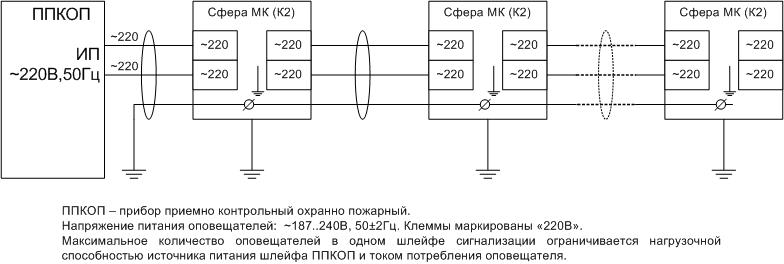 ППКОП
Сфера МК (К2)
Сфера МК (К2)
Сфера МК (К2)
ИП
~220В,50Гц
~220
~220
~220
~220
~220
~220
~220
~220
~220
~220
~220
~220
~220
~220
ППКОП – прибор приемно контрольный охранно пожарный.
Напряжение питания оповещателей: ~187..240В, 50±2Гц. Клеммы маркированы «220В».
Максимальное количество оповещателей в одном шлейфе сигнализации ограничивается нагрузочной
способностью источника питания шлейфа ППКОП и током потребления оповещателя.